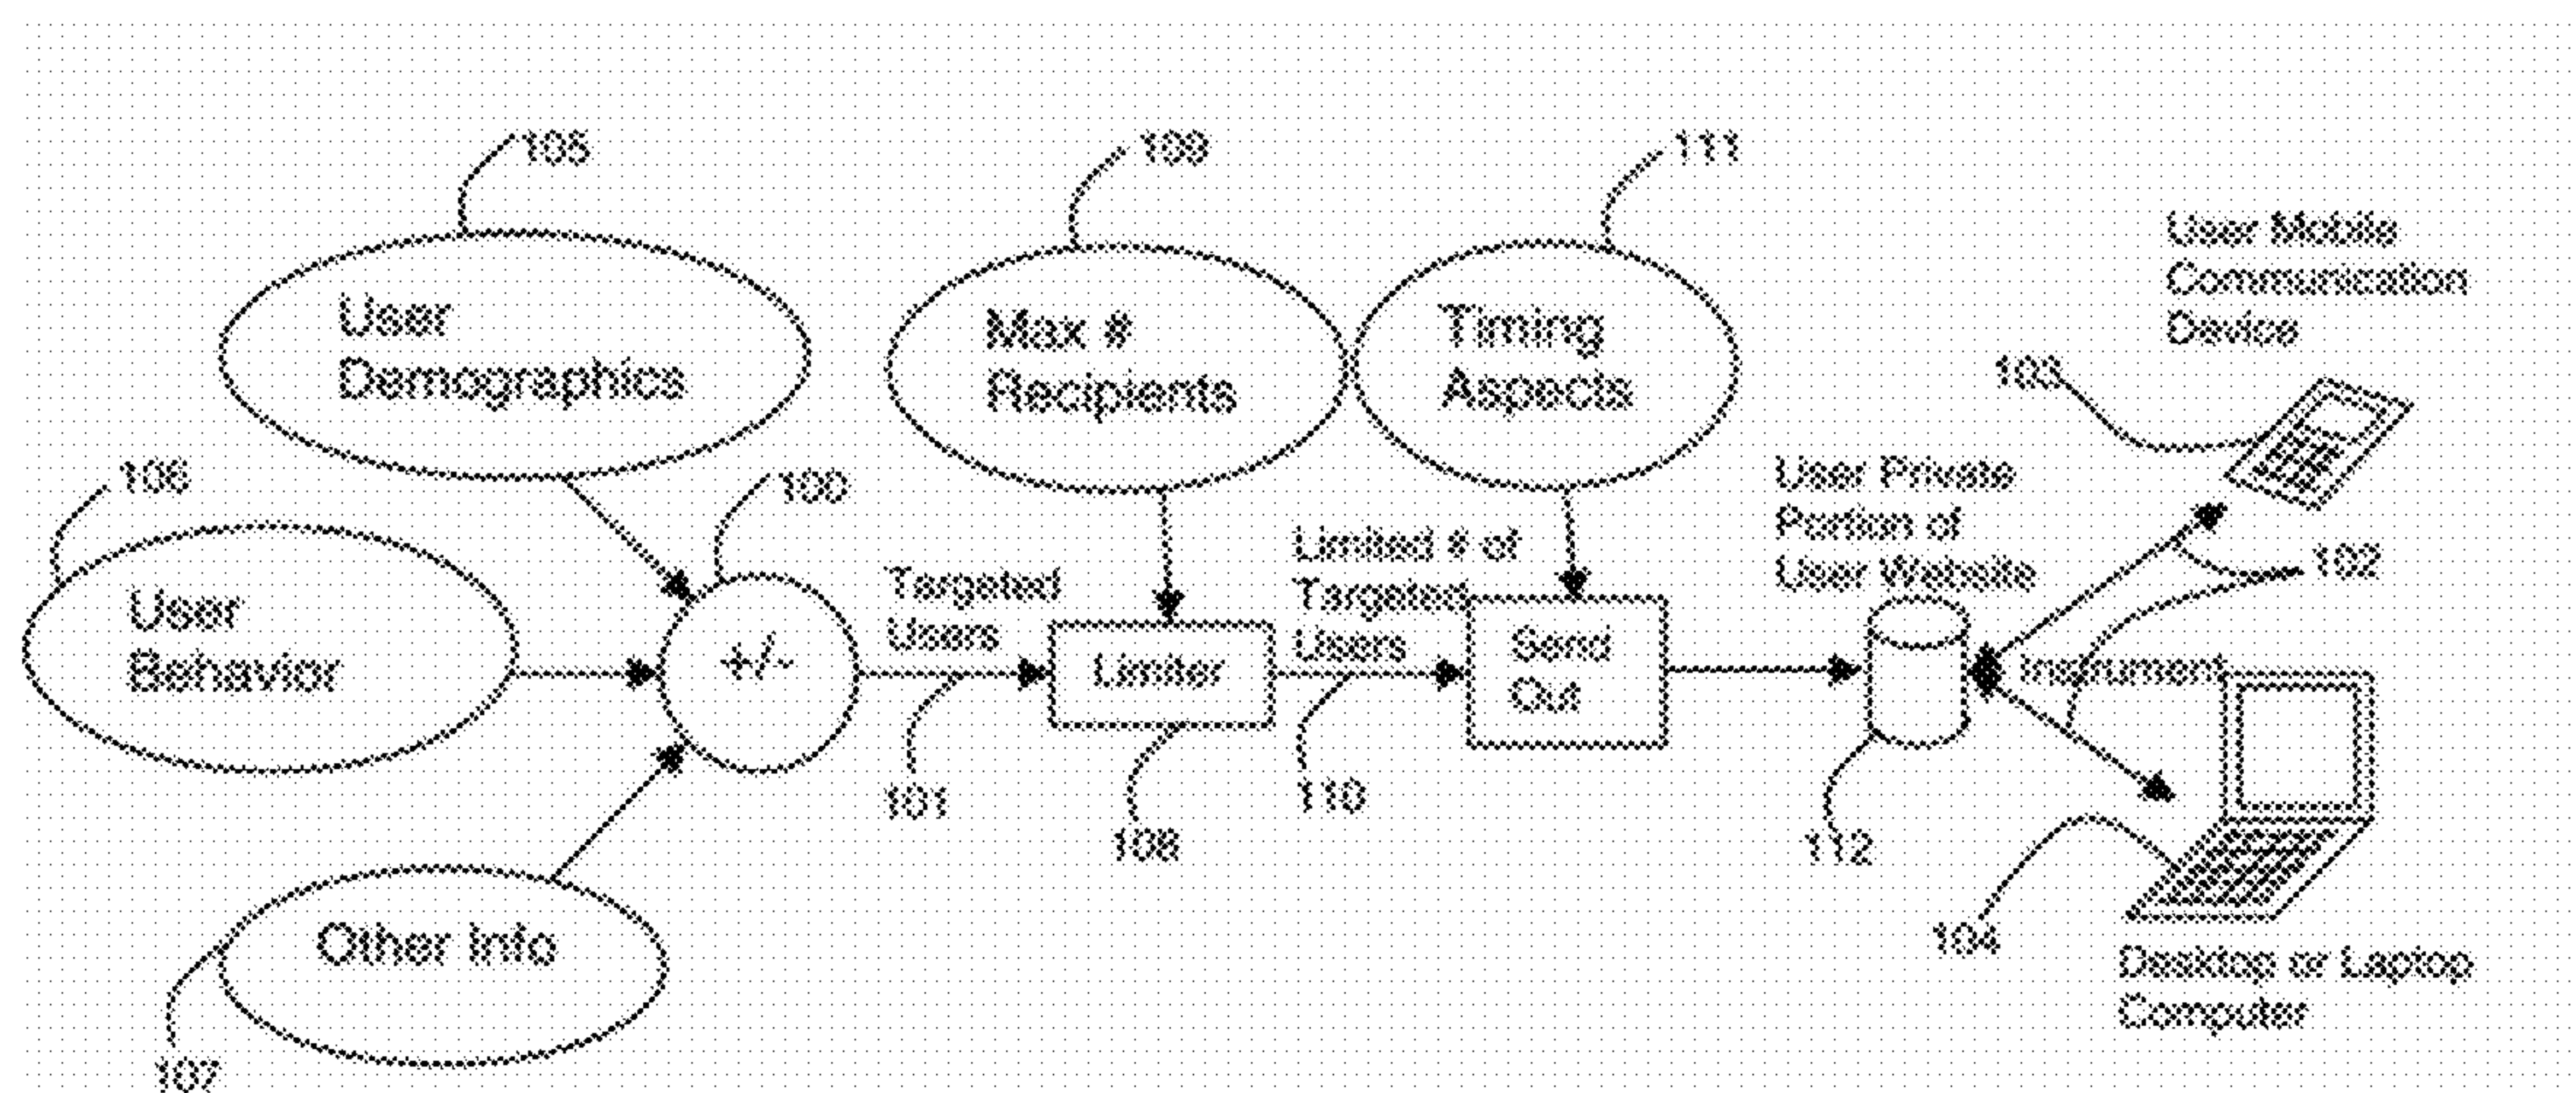 105
109
111
User Mobile
Communication
Device
User
Demographics
Max #
Recipients
Timing
Aspects
103
106
100
User Private
Portion of
User Website
Limited # of
Targeted
Users
102
Targeted
Users
User
Behavior
+/-
Limiter
Send
Out
Instrument
101
108
110
112
104
Other Info
Desktop or Laptop
Computer
107